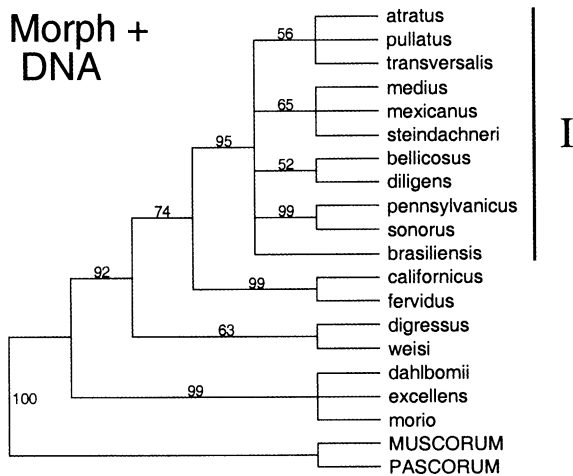 Morph +
DNA
atratus
56
pullatus
transversalis
medius
65
mexicanus
steindachneri
I
95
bellicosus
52
diligens
pennsylvanicus
74
99
sonorus
brasiliensis
92
californicus
99
fervidus
digressus
63
weisi
dahlbomii
99
excellens
100
morio
MUSCORUM
PASCORUM